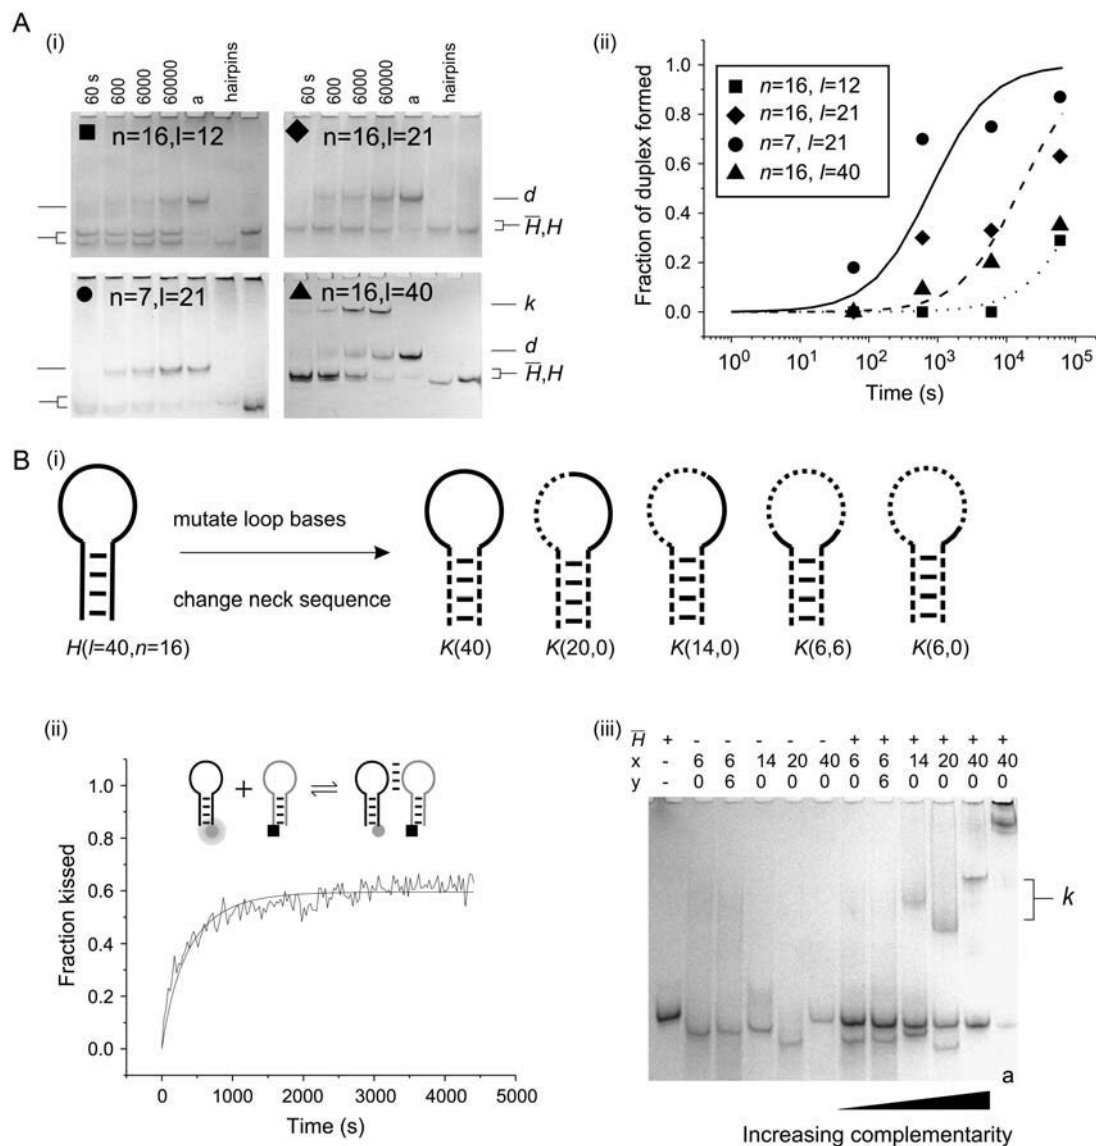 A
(i)
60 s
600
60000
60000
a
hairpins
60 s
600
60000
60000
a
hairpins
n=16,l=12
n=16,l=21
d
H̅,H
n=7,l=21
n=16,l=40
k
d
H̅,H
(ii)
Fraction of duplex formed
1.0
0.8
0.6
0.4
0.2
0.0
n=16, l=12
n=16, l=21
n=7, l=21
n=16, l=40
10⁰ 10¹ 10² 10³ 10⁴ 10⁵
Time (s)
B
(i)
mutate loop bases
change neck sequence
H(l=40,n=16)
K(40)
K(20,0)
K(14,0)
K(6,6)
K(6,0)
(ii)
Fraction kissed
1.0
0.8
0.6
0.4
0.2
0.0
+
0 1000 2000 3000 4000 5000
Time (s)
(iii)
H̅ + - - - - - + + + + + +
x - 6 6 14 20 40 6 6 14 20 40 40
y - 0 6 0 0 0 0 6 0 0 0 0
k
a
Increasing complementarity